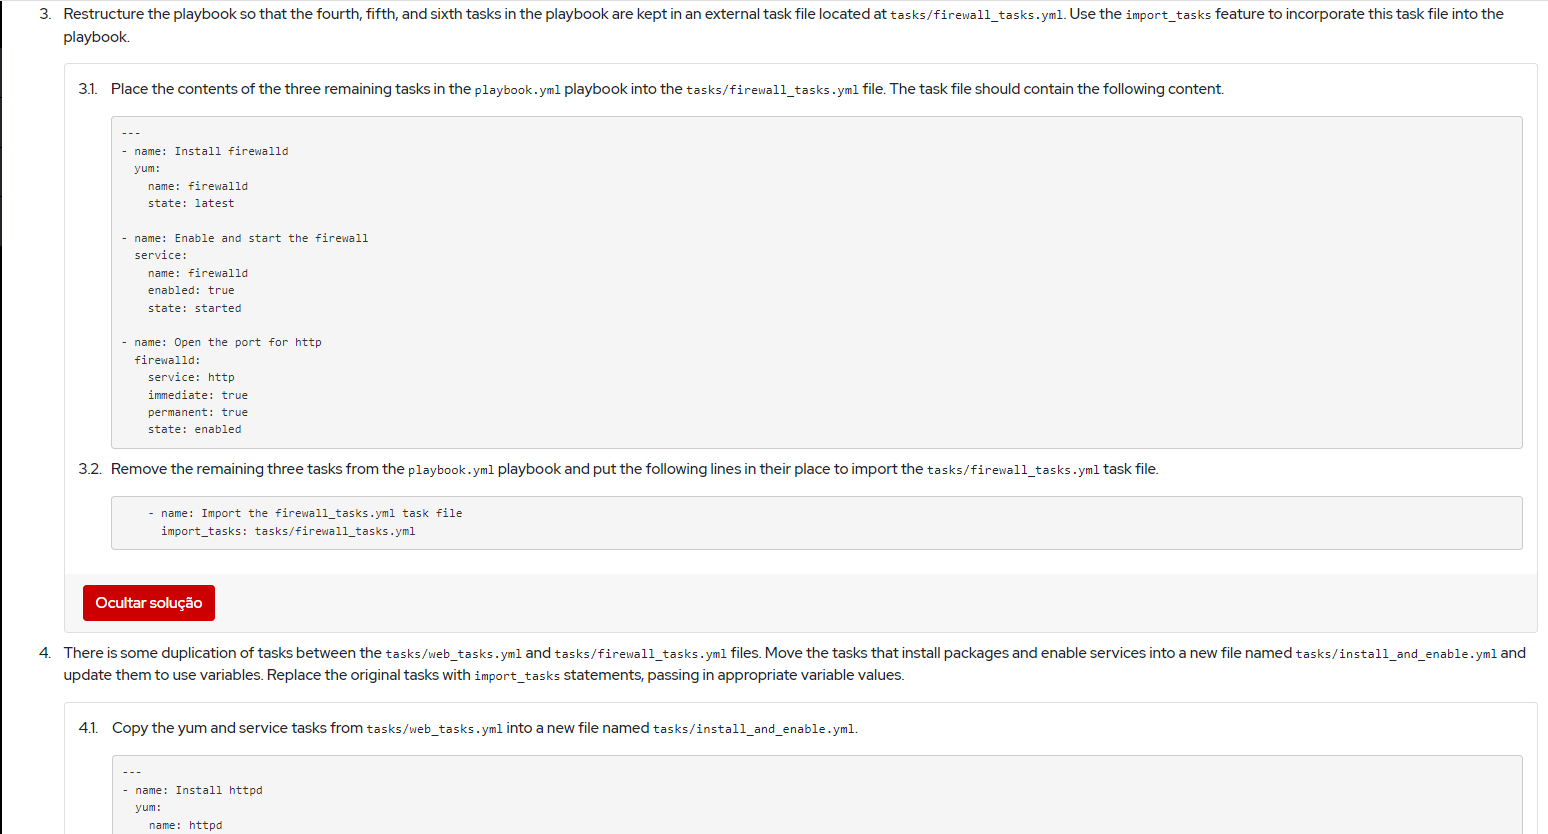 3. Restructure the playbook so that the fourth, fifth, and sixth tasks in the playbook are kept in an external task file located at tasks/firewall_tasks.yml. Use the import_tasks feature to incorporate this task file into the
playbook.
3.1. Place the contents of the three remaining tasks in the playbook.yml playbook into the tasks/firewall_tasks.yml file. The task file should contain the following content.
---
- name: Install firewalld
  yum:
    name: firewalld
    state: latest

- name: Enable and start the firewall
  service:
    name: firewalld
    enabled: true
    state: started

- name: Open the port for http
  firewalld:
    service: http
    immediate: true
    permanent: true
    state: enabled
3.2. Remove the remaining three tasks from the playbook.yml playbook and put the following lines in their place to import the tasks/firewall_tasks.yml task file.
    - name: Import the firewall_tasks.yml task file
      import_tasks: tasks/firewall_tasks.yml
Ocultar solução
4. There is some duplication of tasks between the tasks/web_tasks.yml and tasks/firewall_tasks.yml files. Move the tasks that install packages and enable services into a new file named tasks/install_and_enable.yml and
update them to use variables. Replace the original tasks with import_tasks statements, passing in appropriate variable values.
4.1. Copy the yum and service tasks from tasks/web_tasks.yml into a new file named tasks/install_and_enable.yml.
---
- name: Install httpd
  yum:
    name: httpd